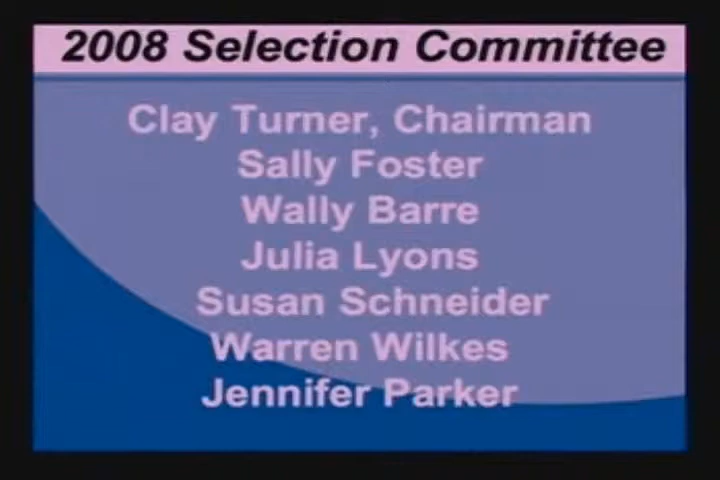 2008 Selection Committee
Clay Turner, Chairman
Sally Foster
Wally Barre
Julia Lyons
Susan Schneider
Warren Wilkes
Jennifer Parker